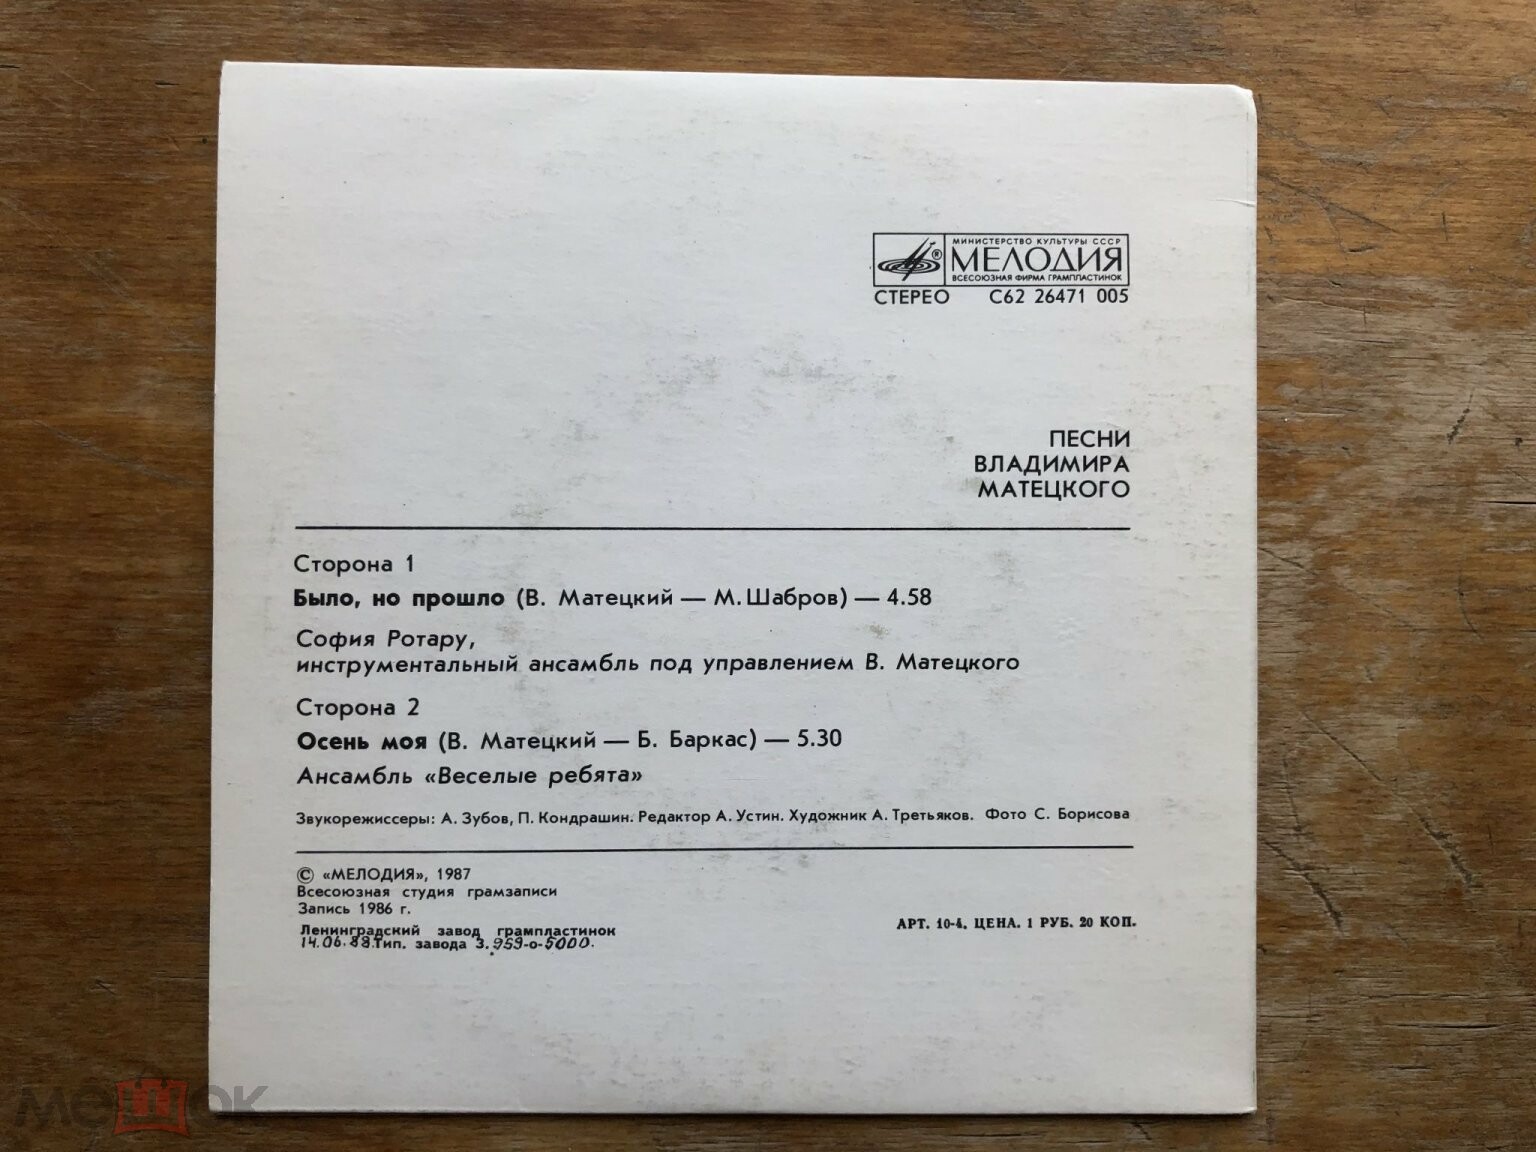 МИНИСТЕРСТВО КУЛЬТУРЫ СССР
МЕЛОДИЯ
ВСЕСОЮЗНАЯ ФИРМА ГРАМПЛАСТИНОК
СТЕРЕО С62 26471 005
ПЕСНИ
ВЛАДИМИРА
МАТЕЦКОГО
Сторона 1
Было, но прошло (В. Матецкий — М. Шабров) — 4.58
София Ротару,
инструментальный ансамбль под управлением В. Матецкого
Сторона 2
Осень моя (В. Матецкий — Б. Баркас) — 5.30
Ансамбль «Веселые ребята»
Звукорежиссеры: А. Зубов, П. Кондрашин. Редактор А. Устин. Художник А. Третьяков. Фото С. Борисова
© «МЕЛОДИЯ», 1987
Всесоюзная студия грамзаписи
Запись 1986 г.
Ленинградский завод грампластинок
14.06.88.Тип. завода З.959-о-5000.
АРТ. 10-4. ЦЕНА. 1 РУБ. 20 КОП.
мешок